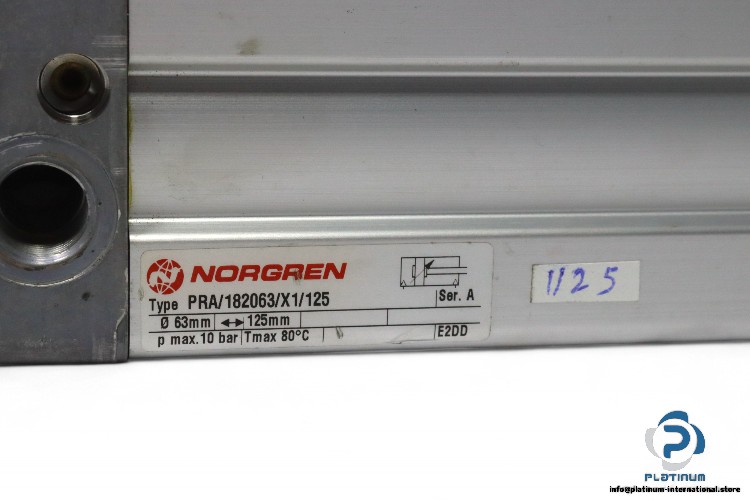 NORGREN
Type PRA/182063/X1/125
Ser. A
Ø 63mm ◄─► 125mm
p max. 10 bar Tmax 80°C
E2DD
1125
PLATINUM
info@platinum-international.store